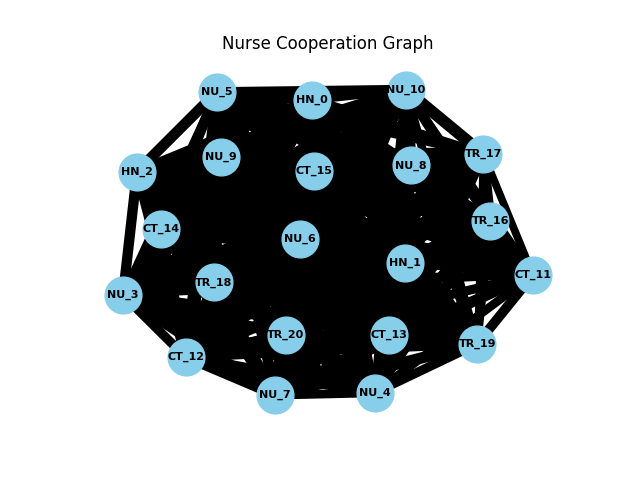 Nurse Cooperation Graph
NU_5
HN_0
NU_10
NU_9
CT_15
NU_8
TR_17
HN_2
CT_14
NU_6
TR_16
HN_1
CT_11
NU_3
TR_18
TR_20
CT_13
TR_19
CT_12
NU_7
NU_4